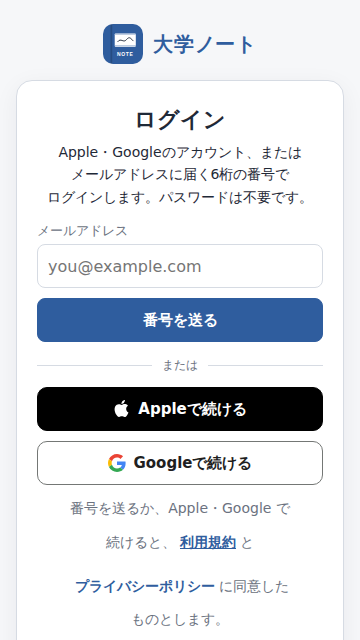 NOTE
大学ノート
ログイン
Apple・Googleのアカウント、または
メールアドレスに届く6桁の番号で
ログインします。パスワードは不要です。
メールアドレス
you@example.com
番号を送る
または
Appleで続ける
Googleで続ける
番号を送るか、Apple・Google で
続けると、 利用規約 と
プライバシーポリシー に同意した
ものとします。